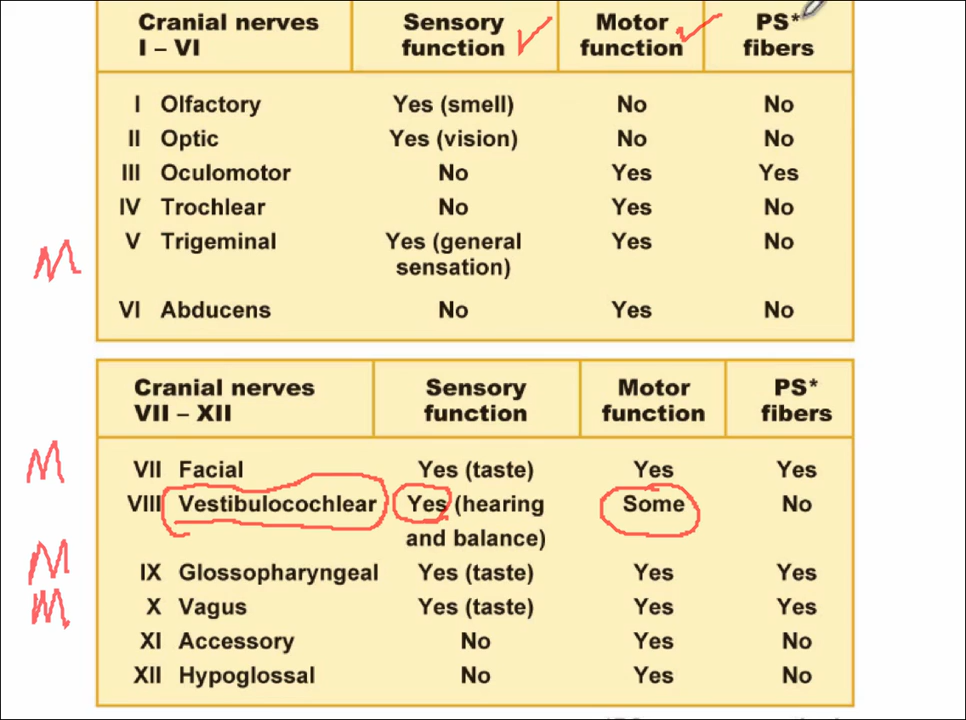 Cranial nerves Sensory Motor PS*
I – VI function function fibers
I Olfactory Yes (smell) No No
II Optic Yes (vision) No No
III Oculomotor No Yes Yes
IV Trochlear No Yes No
M V Trigeminal Yes (general Yes No
sensation)
VI Abducens No Yes No
Cranial nerves Sensory Motor PS*
VII – XII function function fibers
M VII Facial Yes (taste) Yes Yes
VIII Vestibulocochlear Yes (hearing Some No
and balance)
M IX Glossopharyngeal Yes (taste) Yes Yes
M X Vagus Yes (taste) Yes Yes
XI Accessory No Yes No
XII Hypoglossal No Yes No